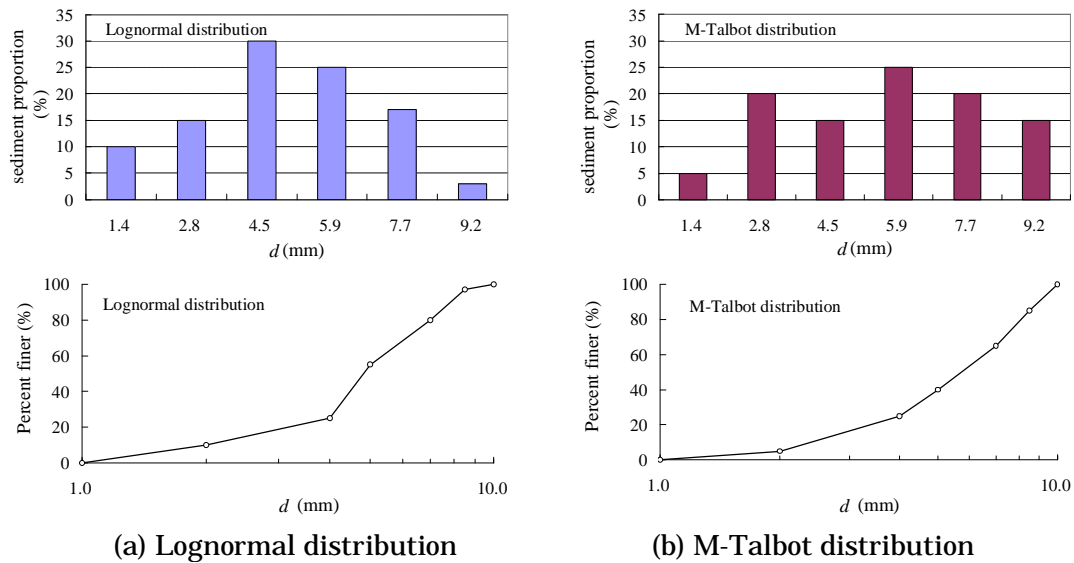 Lognormal distribution
sediment proportion
(%)
35
30
25
20
15
10
5
0
1.4 2.8 4.5 5.9 7.7 9.2
d (mm)
M-Talbot distribution
sediment proportion
(%)
35
30
25
20
15
10
5
0
1.4 2.8 4.5 5.9 7.7 9.2
d (mm)
Lognormal distribution
Percent finer (%)
100
80
60
40
20
0
1.0 10.0
d (mm)
M-Talbot distribution
Percent finer (%)
100
80
60
40
20
0
1.0 10.0
d (mm)
(a) Lognormal distribution
(b) M-Talbot distribution